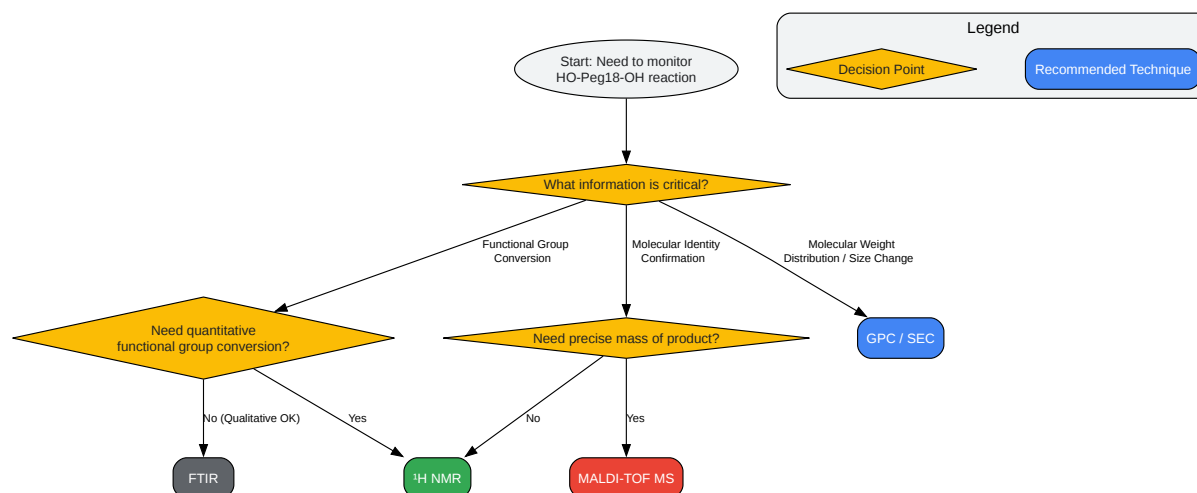 Legend
Decision Point
Recommended Technique
Start: Need to monitor
HO-Peg18-OH reaction
What information is critical?
Functional Group
Conversion
Molecular Identity
Confirmation
Molecular Weight
Distribution / Size Change
Need quantitative
functional group conversion?
Need precise mass of product?
GPC / SEC
No (Qualitative OK)
Yes
No
Yes
FTIR
¹H NMR
MALDI-TOF MS